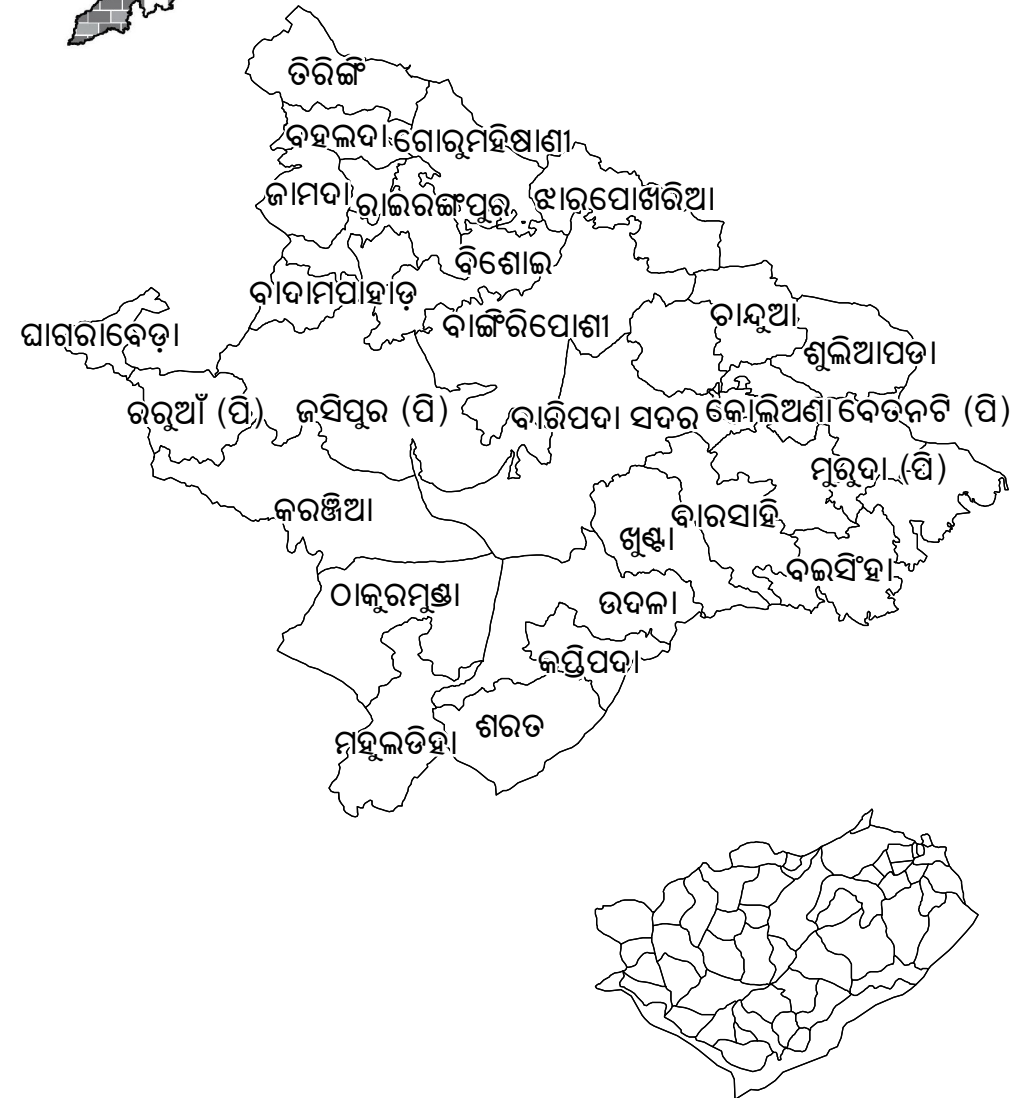 ତିରିଙ୍ଗି
ବହଲଦା
ଗୋରୁମହିଷାଣୀ
ଜାମଦା
ରାଇରଙ୍ଗପୁର
ଝାରପୋଖରିଆ
ବିଶୋଇ
ବାଦାମପାହାଡ଼
ବାଙ୍ଗିରିପୋଶୀ
ଚାନ୍ଦୁଆ
ଘାଗରାବେଡ଼ା
ଶୁଲିଆପଡା
ରରୁଆଁ (ପି)
ଜସିପୁର (ପି)
ବାରିପଦା ସଦର
କୋଲିଅଣା
ବେତନଟି (ପି)
ମୁରୁଦା (ପି)
କରଞ୍ଜିଆ
ଖୁଣ୍ଟା
ବାରସାହି
ବଇସିଂହା
ଠାକୁରମୁଣ୍ଡା
ଉଦଳା
କପ୍ତିପଦା
ଶରତ
ମହୁଲଡିହା